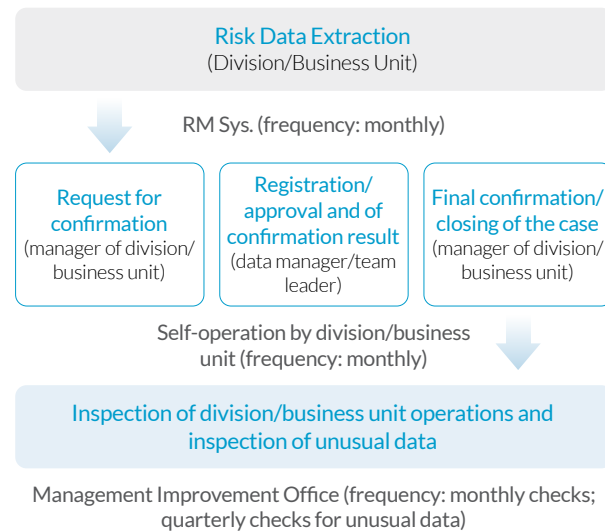 Risk Data Extraction
(Division/Business Unit)
RM Sys. (frequency: monthly)
Request for
confirmation
(manager of division/
business unit)
Registration/
approval and of
confirmation result
(data manager/team
leader)
Final confirmation/
closing of the case
(manager of division/
business unit)
Self-operation by division/business
unit (frequency: monthly)
Inspection of division/business unit operations and
inspection of unusual data
Management Improvement Office (frequency: monthly checks;
quarterly checks for unusual data)